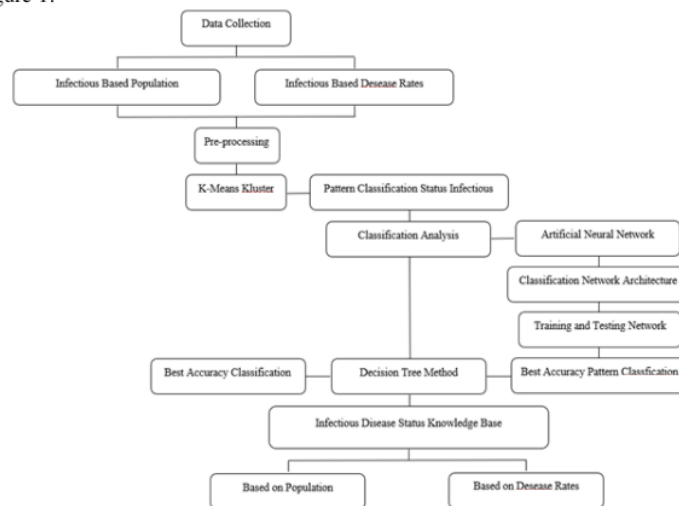 gure 1.
Data Collection
Infectious Based Population
Infectious Based Desease Rates
Pre-processing
K-Means Kluster
Pattern Classification Status Infectious
Classification Analysis
Artificial Neural Network
Classification Network Architecture
Training and Testing Network
Best Accuracy Classification
Decision Tree Method
Best Accuracy Pattern Classfication
Infectious Disease Status Knowledge Base
Based on Population
Based on Desease Rates